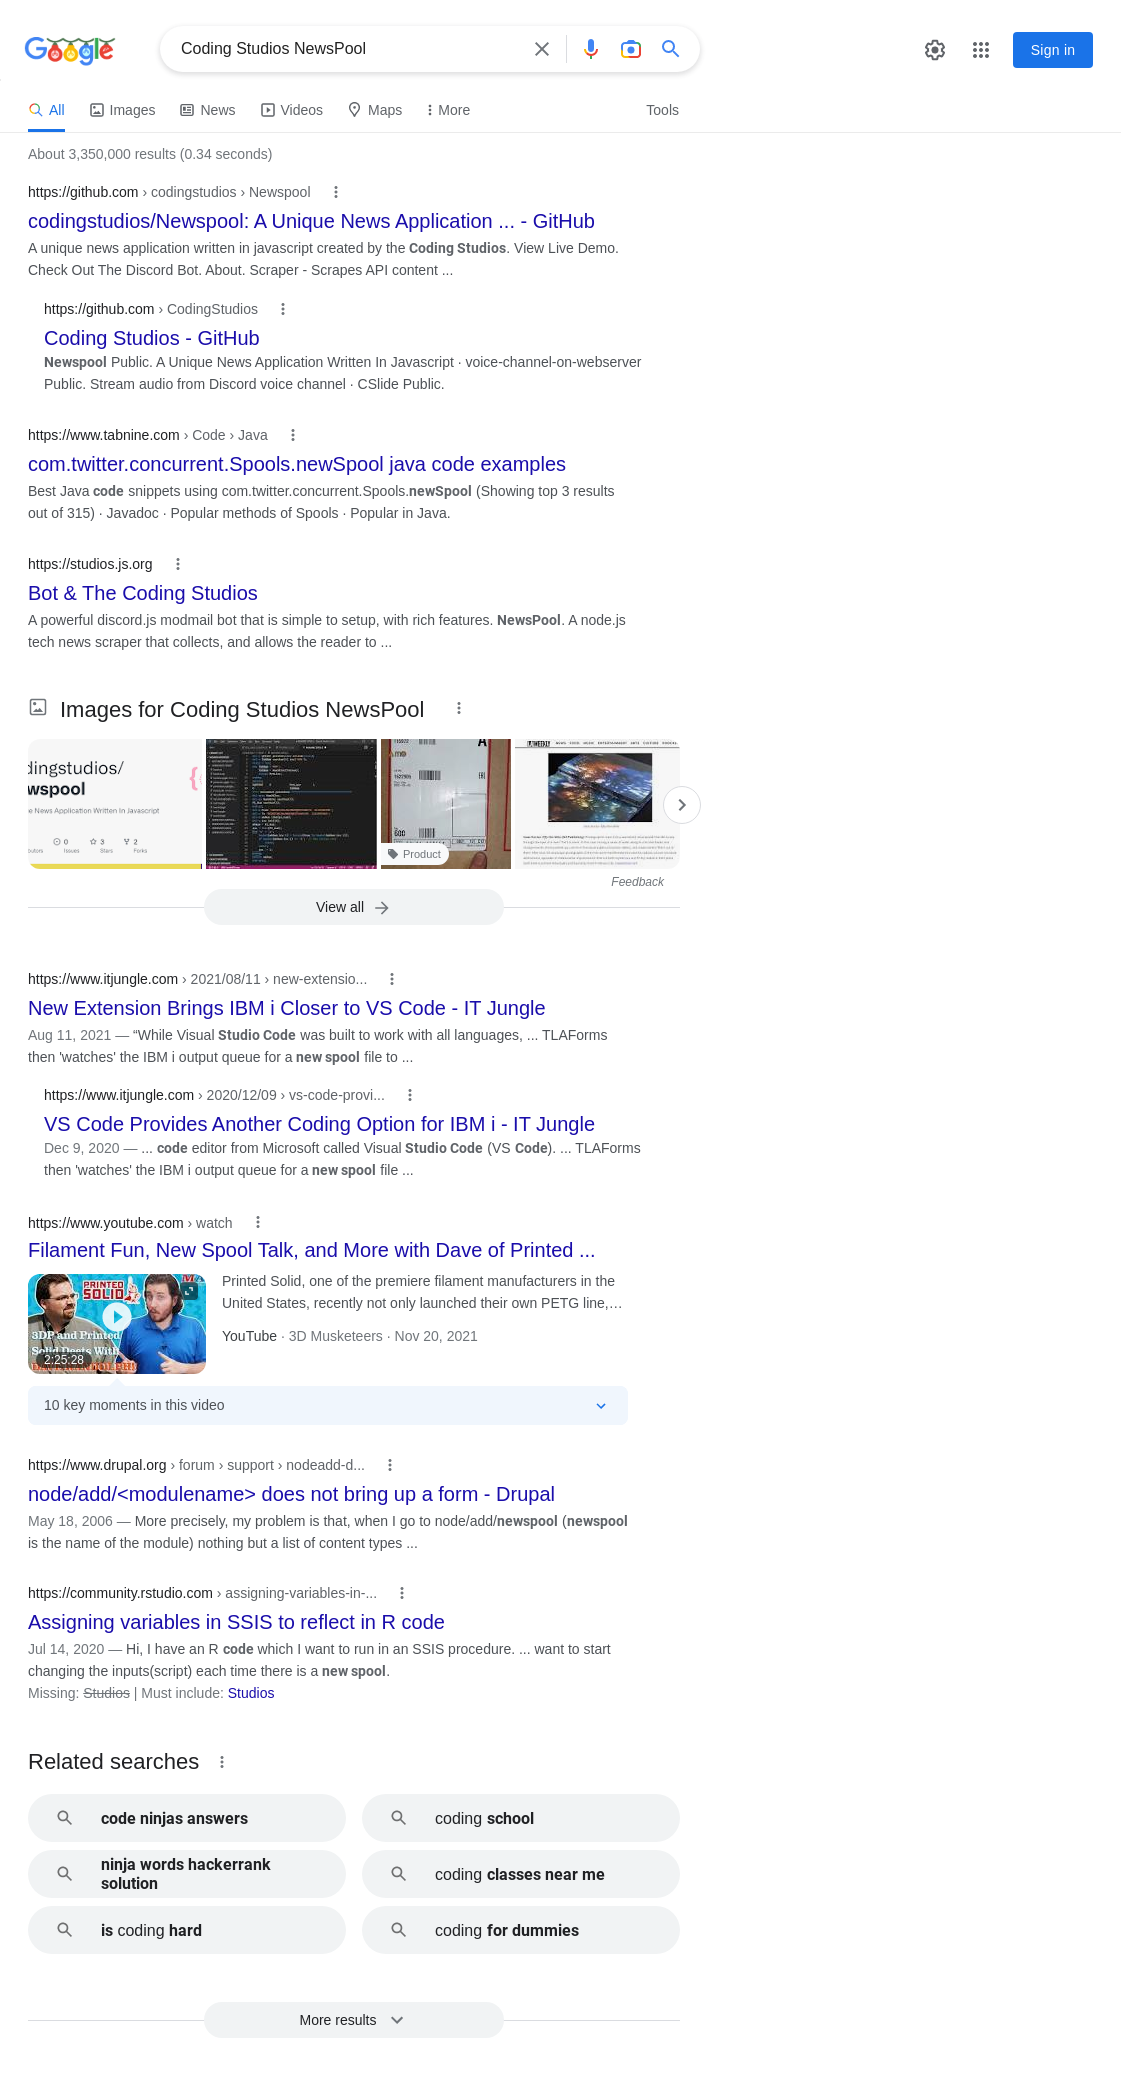 Google
Coding Studios NewsPool
Sign in
All
Images
News
Videos
Maps
More
Tools
About 3,350,000 results (0.34 seconds)
https://github.com › codingstudios › Newspool
codingstudios/Newspool: A Unique News Application ... - GitHub
A unique news application written in javascript created by the Coding Studios. View Live Demo.
Check Out The Discord Bot. About. Scraper - Scrapes API content ...
https://github.com › CodingStudios
Coding Studios - GitHub
Newspool Public. A Unique News Application Written In Javascript · voice-channel-on-webserver
Public. Stream audio from Discord voice channel · CSlide Public.
https://www.tabnine.com › Code › Java
com.twitter.concurrent.Spools.newSpool java code examples
Best Java code snippets using com.twitter.concurrent.Spools.newSpool (Showing top 3 results
out of 315) · Javadoc · Popular methods of Spools · Popular in Java.
https://studios.js.org
Bot & The Coding Studios
A powerful discord.js modmail bot that is simple to setup, with rich features. NewsPool. A node.js
tech news scraper that collects, and allows the reader to ...
Images for Coding Studios NewsPool
dingstudios/
wspool
e News Application Written In Javascript
0
3
2
Issues
Stars
Forks
Product
Feedback
View all
https://www.itjungle.com › 2021/08/11 › new-extensio...
New Extension Brings IBM i Closer to VS Code - IT Jungle
Aug 11, 2021 — “While Visual Studio Code was built to work with all languages, ... TLAForms
then 'watches' the IBM i output queue for a new spool file to ...
https://www.itjungle.com › 2020/12/09 › vs-code-provi...
VS Code Provides Another Coding Option for IBM i - IT Jungle
Dec 9, 2020 — ... code editor from Microsoft called Visual Studio Code (VS Code). ... TLAForms
then 'watches' the IBM i output queue for a new spool file ...
https://www.youtube.com › watch
Filament Fun, New Spool Talk, and More with Dave of Printed ...
PRINTED
SOLID
3DP and Printed
Solid Deets With
2:25:28
Printed Solid, one of the premiere filament manufacturers in the
United States, recently not only launched their own PETG line,…
YouTube · 3D Musketeers · Nov 20, 2021
10 key moments in this video
https://www.drupal.org › forum › support › nodeadd-d...
node/add/<modulename> does not bring up a form - Drupal
May 18, 2006 — More precisely, my problem is that, when I go to node/add/newspool (newspool
is the name of the module) nothing but a list of content types ...
https://community.rstudio.com › assigning-variables-in-...
Assigning variables in SSIS to reflect in R code
Jul 14, 2020 — Hi, I have an R code which I want to run in an SSIS procedure. ... want to start
changing the inputs(script) each time there is a new spool.
Missing: Studios | Must include: Studios
Related searches
code ninjas answers
coding school
ninja words hackerrank
solution
coding classes near me
is coding hard
coding for dummies
More results